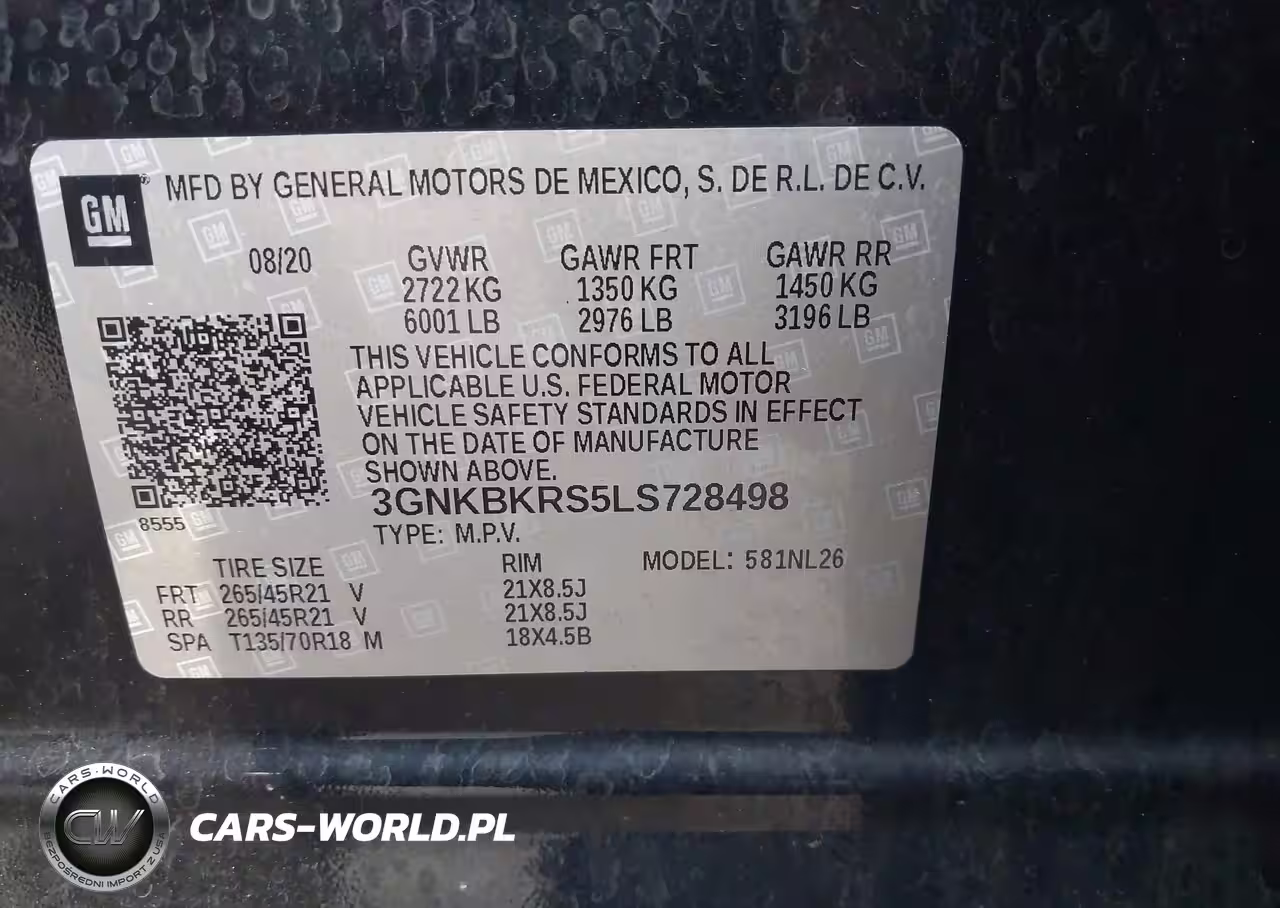 GM
MFD BY GENERAL MOTORS DE MEXICO, S. DE R.L. DE C.V.
08/20 GVWR GAWR FRT GAWR RR
2722 KG 1350 KG 1450 KG
6001 LB 2976 LB 3196 LB
THIS VEHICLE CONFORMS TO ALL
APPLICABLE U.S. FEDERAL MOTOR
VEHICLE SAFETY STANDARDS IN EFFECT
ON THE DATE OF MANUFACTURE
SHOWN ABOVE.
3GNKBKRS5LS728498
8555
TYPE: M.P.V.
TIRE SIZE RIM MODEL: 581NL26
FRT 265/45R21 V 21X8.5J
RR 265/45R21 V 21X8.5J
SPA T135/70R18 M 18X4.5B
CARS-WORLD
CW
BEZPOŚREDNI IMPORT Z USA
CARS-WORLD.PL